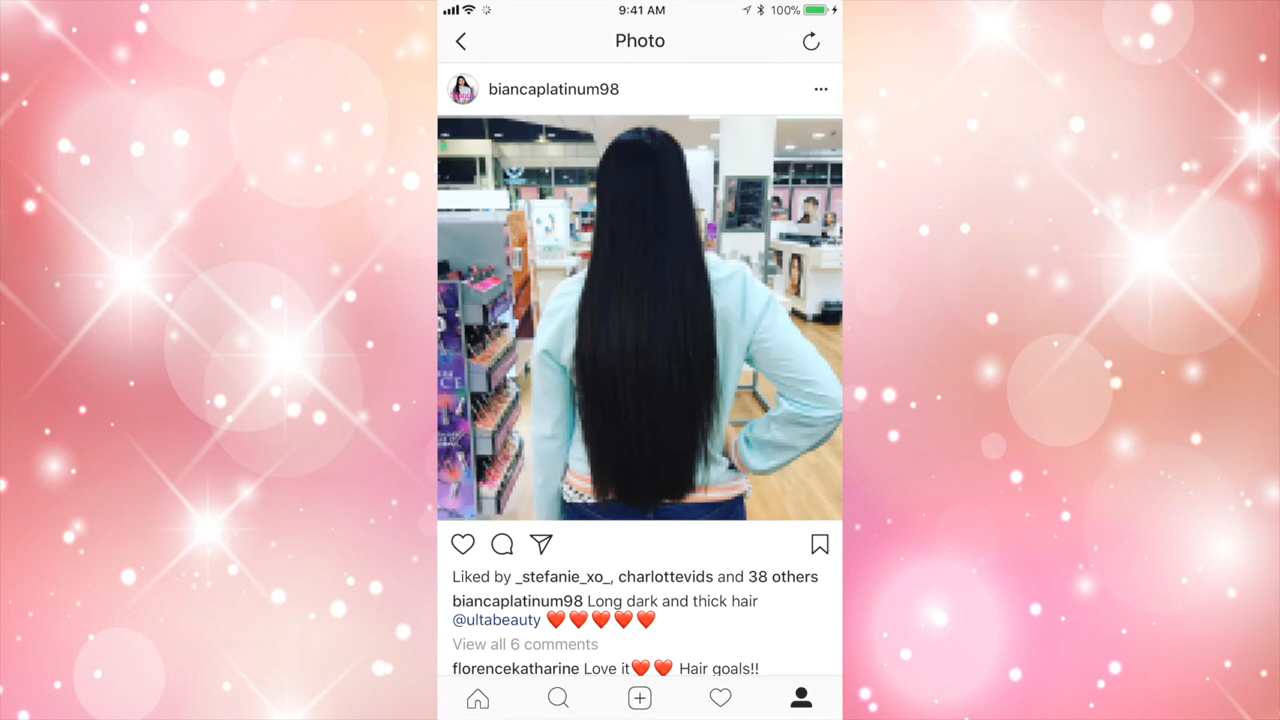 9:41 AM
100%
Photo
biancaplatinum98
Liked by _stefanie_xo_, charlottevids and 38 others
biancaplatinum98 Long dark and thick hair
@ultabeauty ❤️❤️❤️❤️❤️
View all 6 comments
florencekatharine Love it❤️❤️ Hair goals!!